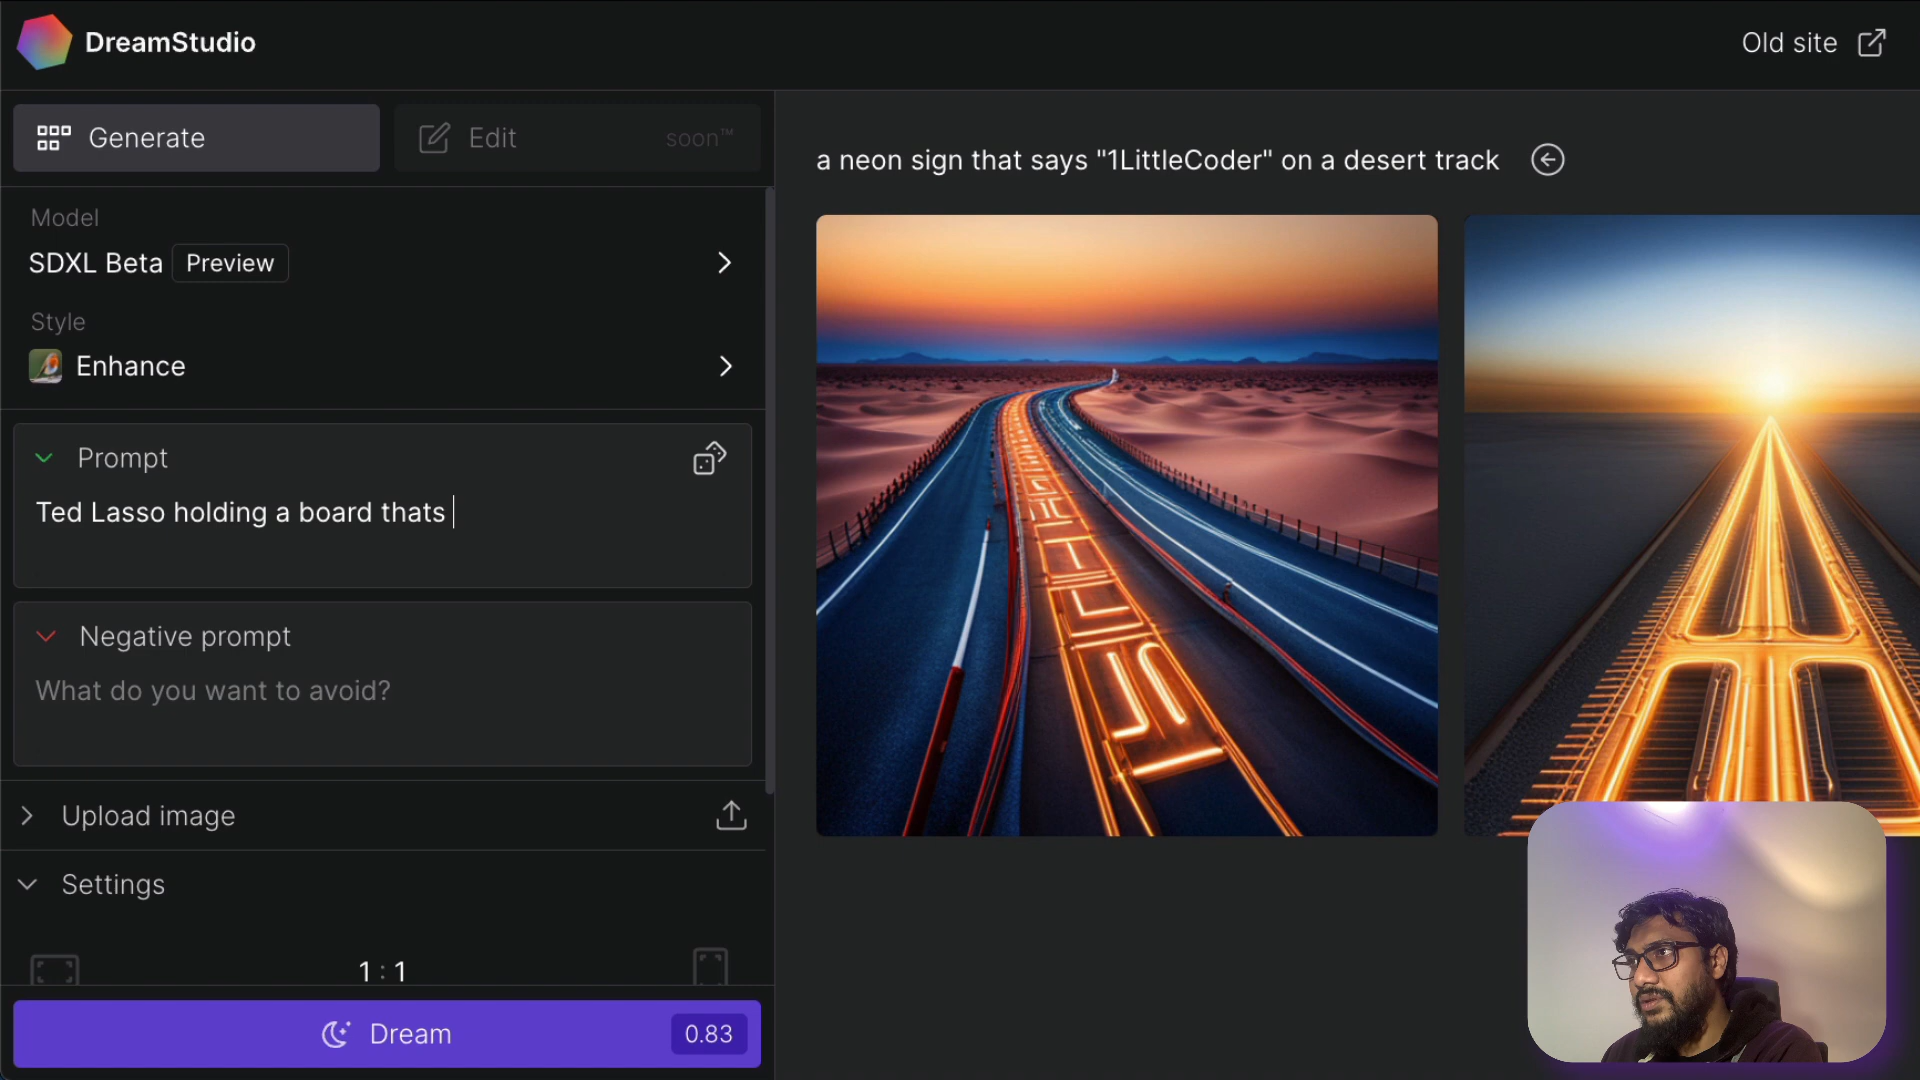 DreamStudio
Old site
Generate
Edit
soon™
Model
SDXL Beta
Preview
Style
Enhance
Prompt
Ted Lasso holding a board thats
Negative prompt
What do you want to avoid?
Upload image
Settings
1 : 1
Dream
0.83
a neon sign that says "1LittleCoder" on a desert track